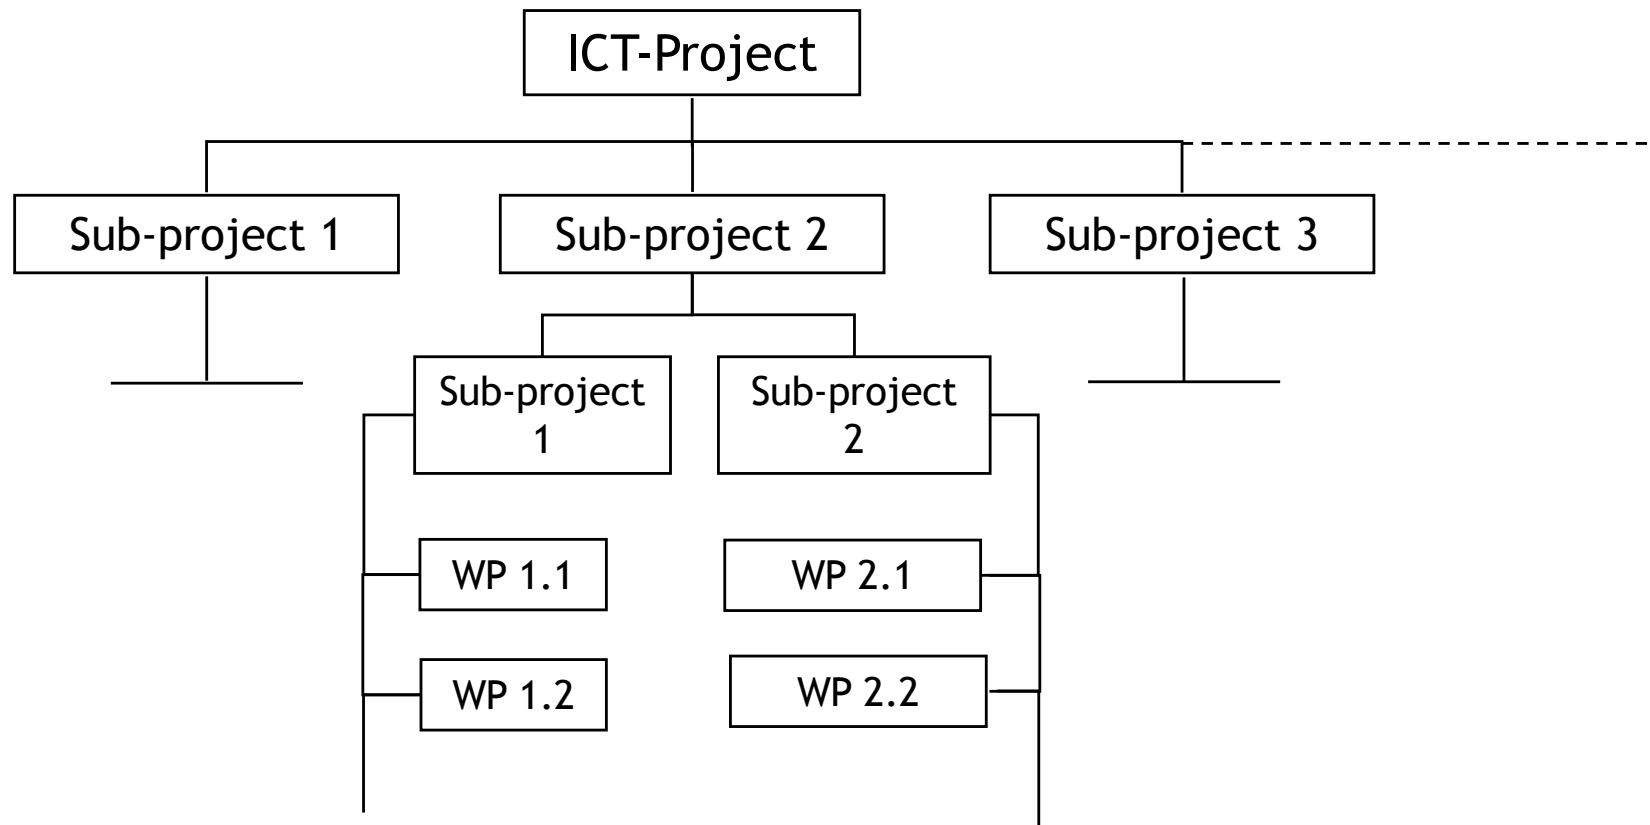 ICT-Project
Sub-project 1
Sub-project 2
Sub-project 3
Sub-project
1
Sub-project
2
WP 1.1
WP 2.1
WP 1.2
WP 2.2